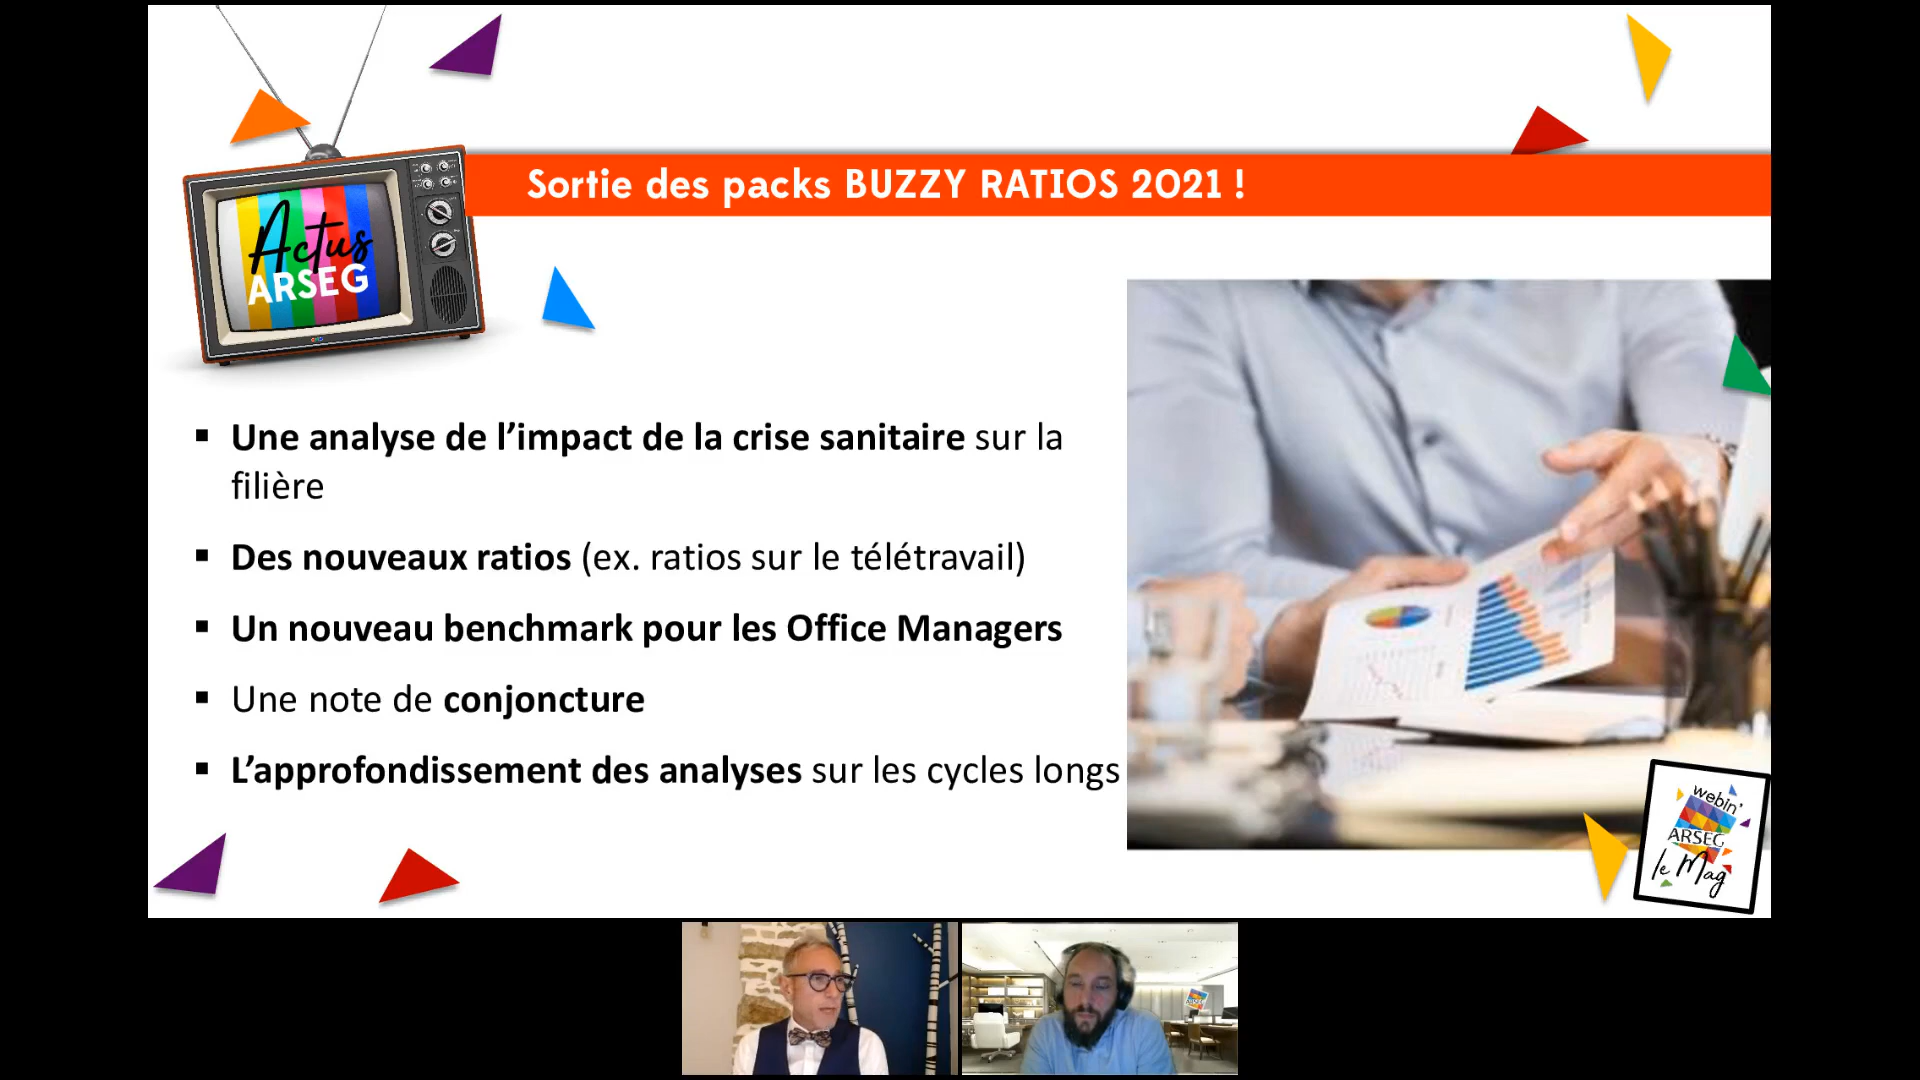 Sortie des packs BUZZY RATIOS 2021 !
Actus
ARSEG
▪ Une analyse de l’impact de la crise sanitaire sur la
filière
▪ Des nouveaux ratios (ex. ratios sur le télétravail)
▪ Un nouveau benchmark pour les Office Managers
▪ Une note de conjoncture
▪ L’approfondissement des analyses sur les cycles longs
webin’
ARSEG
le Mag